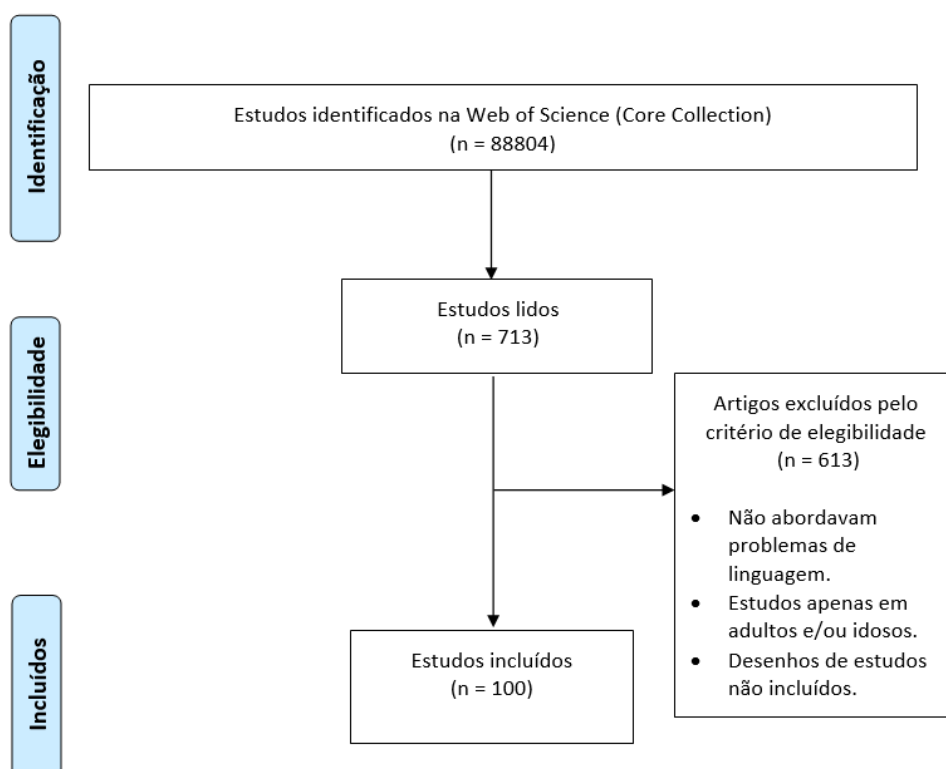 Identificação
Estudos identificados na Web of Science (Core Collection)
(n = 88804)
Elegibilidade
Estudos lidos
(n = 713)
Artigos excluídos pelo
critério de elegibilidade
(n = 613)
• Não abordavam
problemas de
linguagem.
• Estudos apenas em
adultos e/ou idosos.
• Desenhos de estudos
não incluídos.
Incluídos
Estudos incluídos
(n = 100)